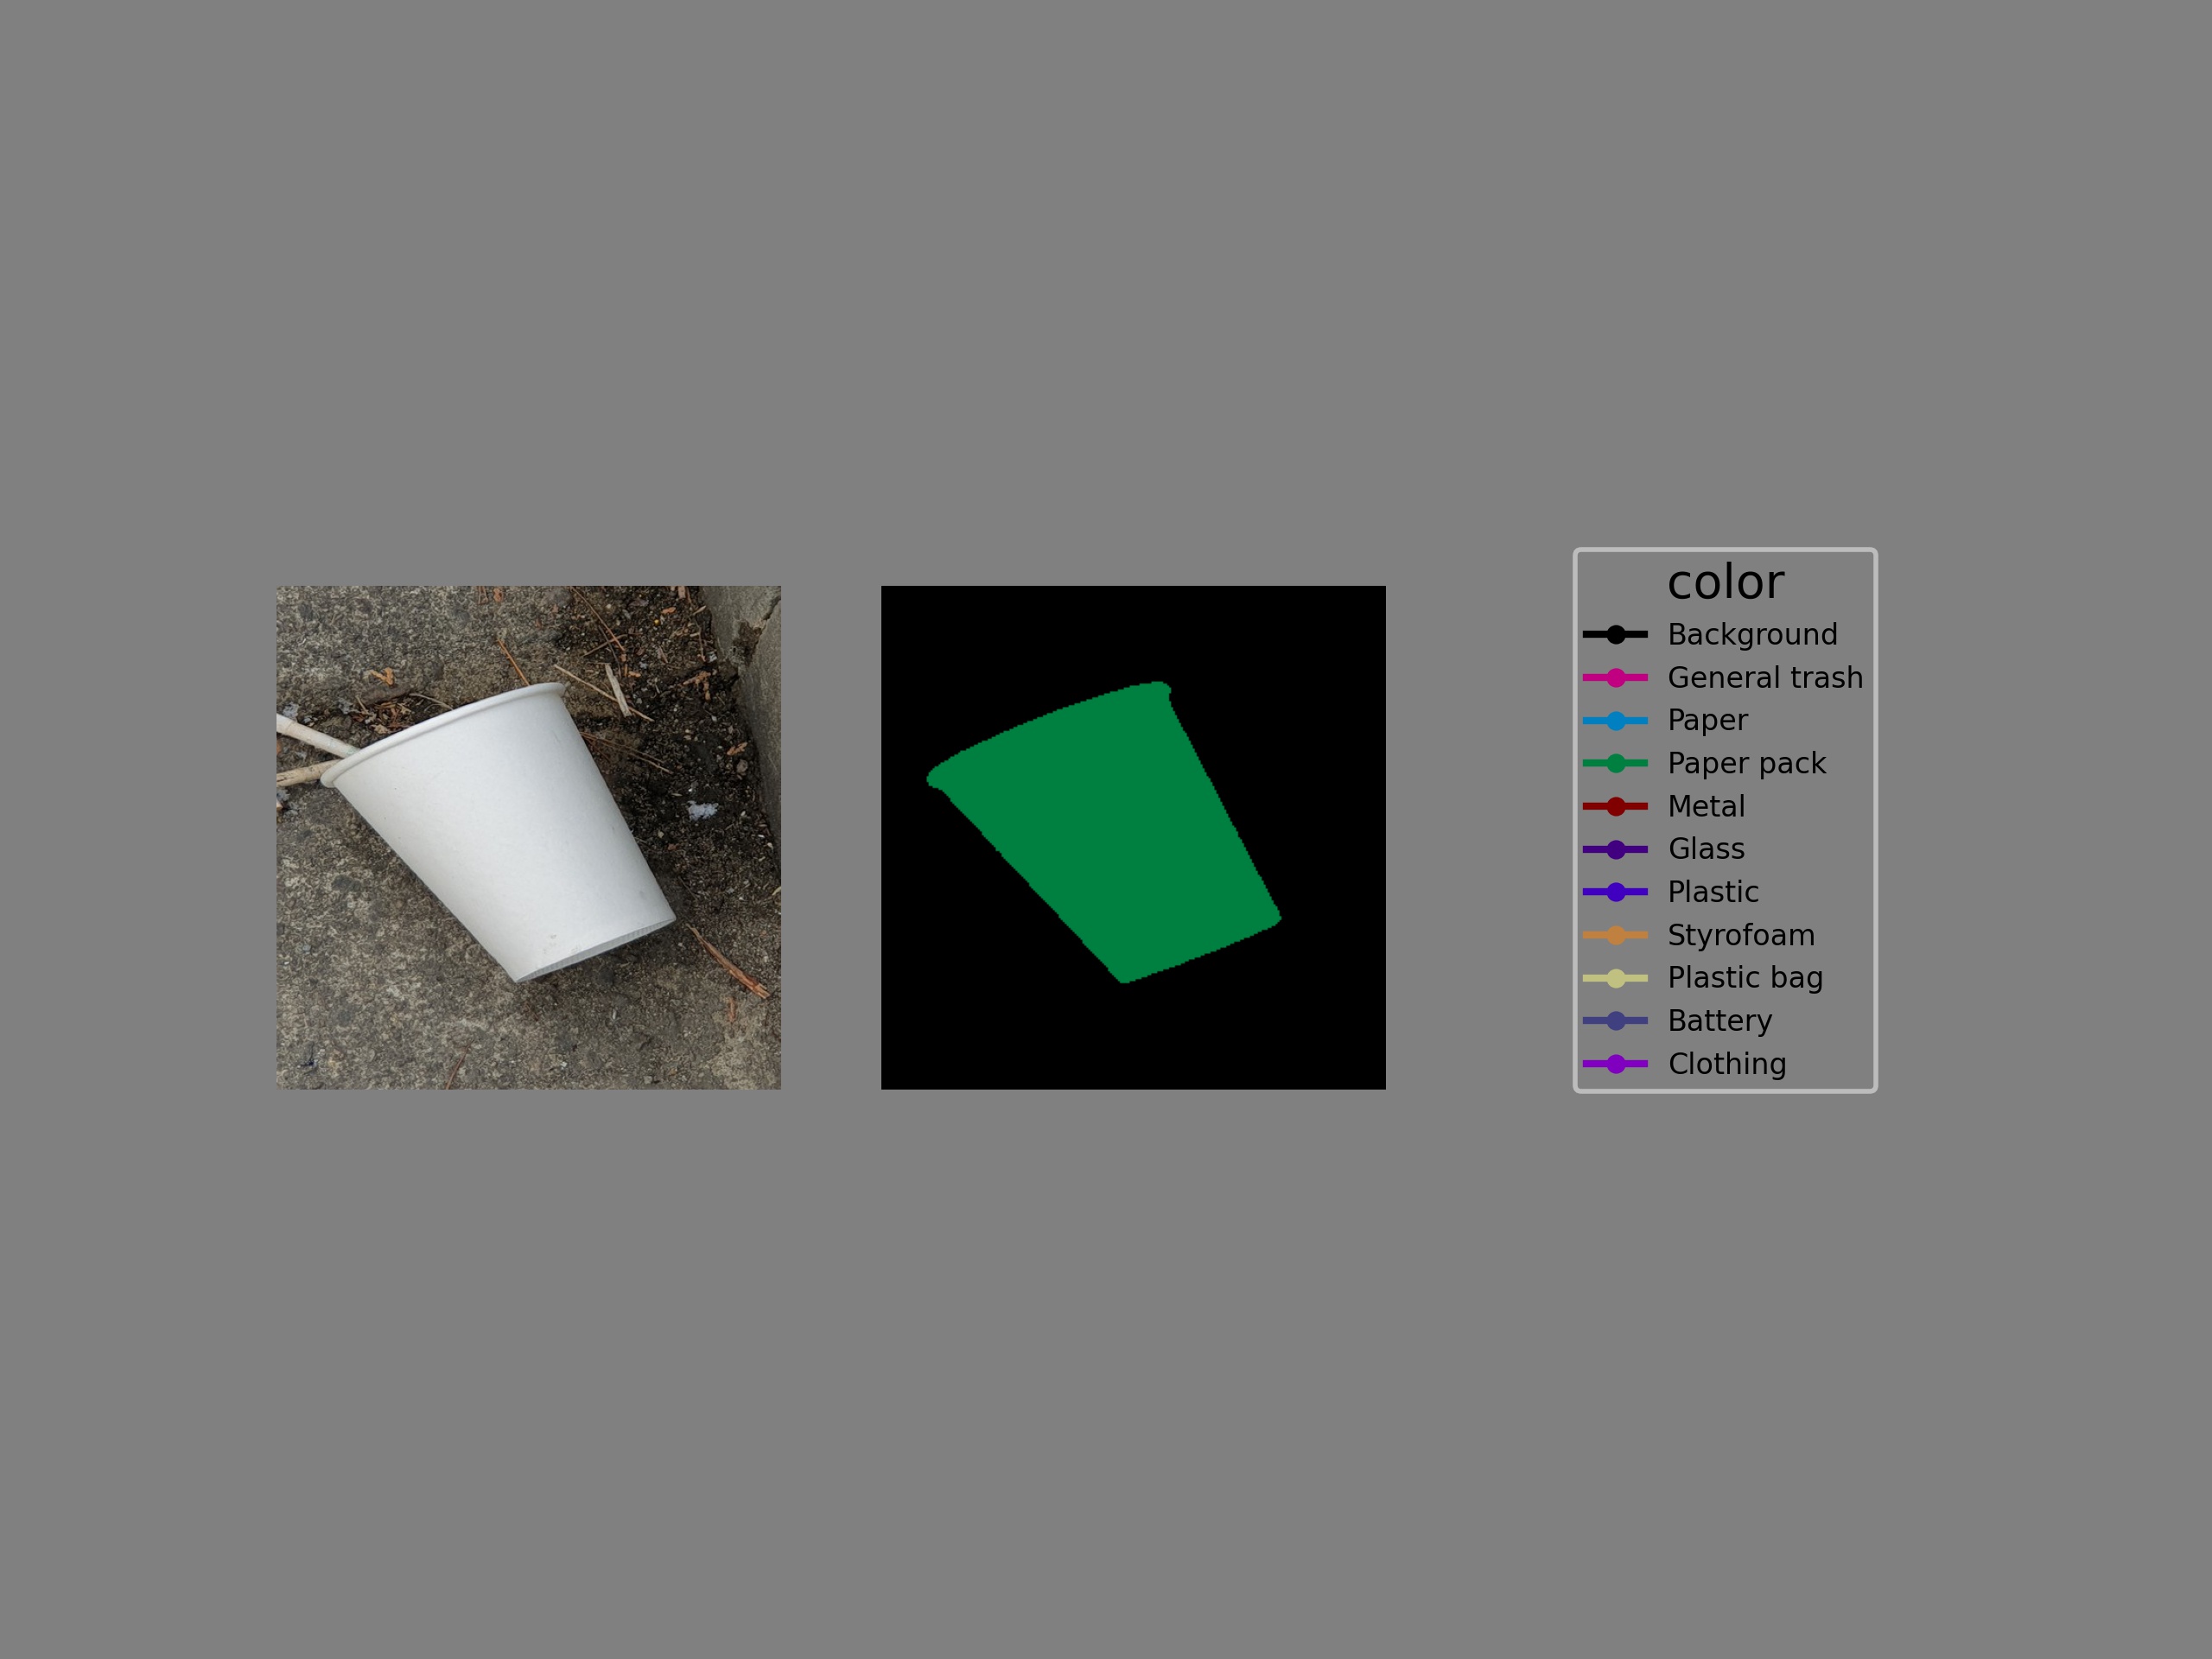 color
Background
General trash
Paper
Paper pack
Metal
Glass
Plastic
Styrofoam
Plastic bag
Battery
Clothing